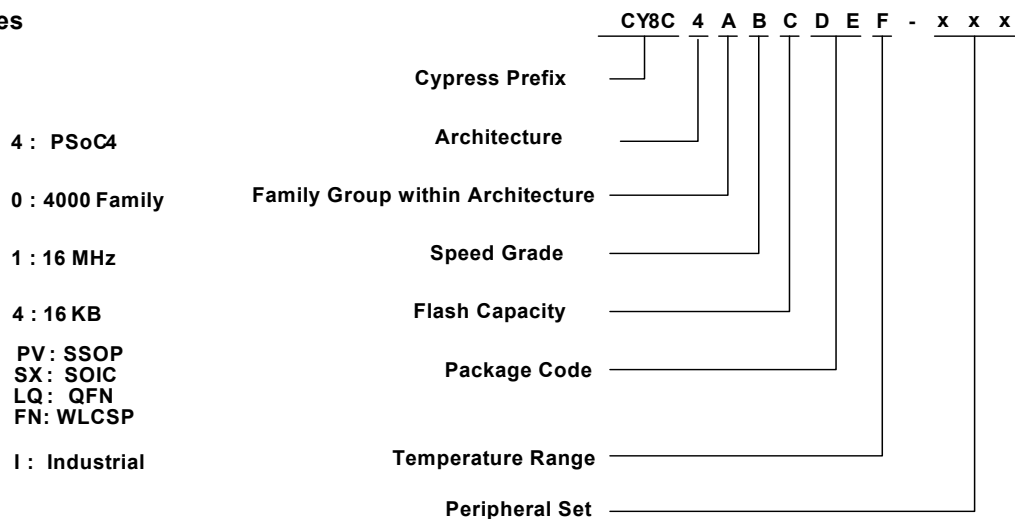 es
CY8C 4 A B C D E F - x x x
Cypress Prefix
4 : PSoC4 Architecture
0 : 4000 Family Family Group within Architecture
1 : 16 MHz Speed Grade
4 : 16 KB Flash Capacity
PV : SSOP
SX : SOIC
LQ : QFN
FN: WLCSP
Package Code
I : Industrial Temperature Range
Peripheral Set